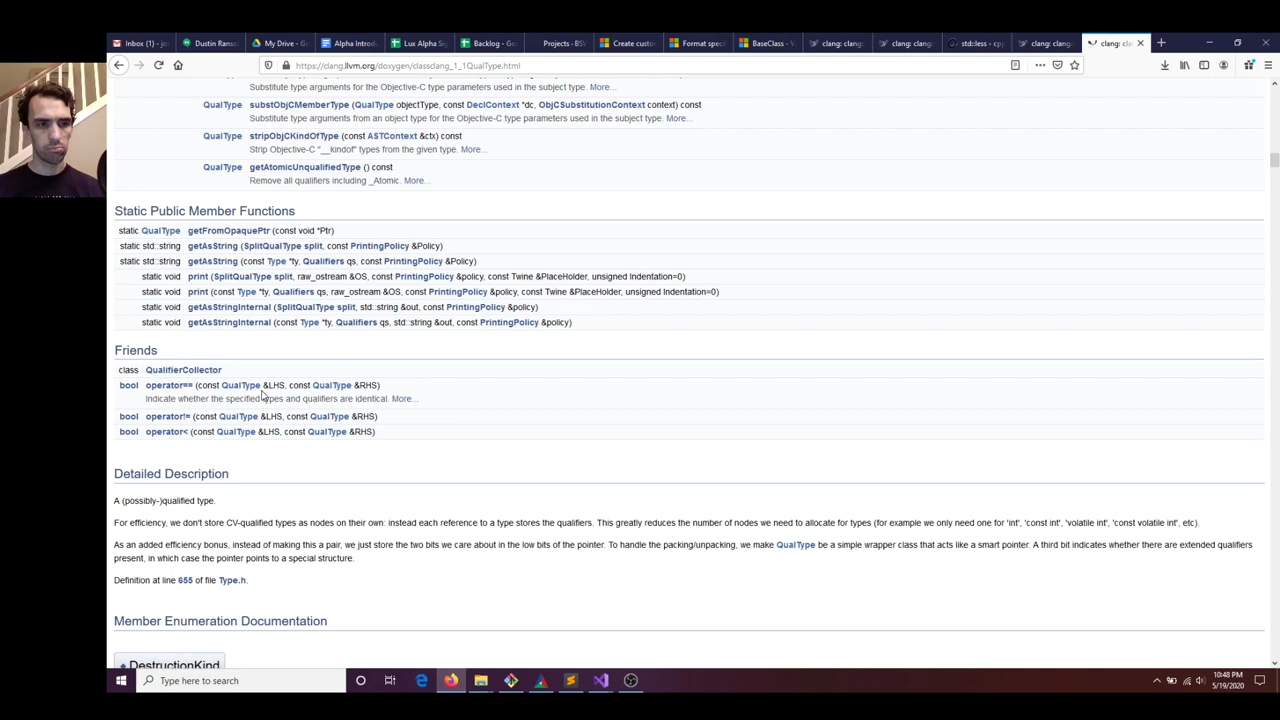 Inbox (1) - jo
Dustin Ranso
My Drive - G
Alpha Introdu
Lux Alpha Sig
Backlog - Go
Projects - BSV
Create custo
Format speci
BaseClass - V
clang: clang:
clang: clang:
std::less - cpp
clang: clang:
clang: cla
https://clang.llvm.org/doxygen/classclang_1_1QualType.html
Substitute type arguments for the Objective-C type parameters used in the subject type. More...
QualType substObjCMemberType (QualType objectType, const DeclContext *dc, ObjCSubstitutionContext context) const
Substitute type arguments from an object type for the Objective-C type parameters used in the subject type. More...
QualType stripObjCKindOfType (const ASTContext &ctx) const
Strip Objective-C "__kindof" types from the given type. More...
QualType getAtomicUnqualifiedType () const
Remove all qualifiers including _Atomic. More...
Static Public Member Functions
static QualType getFromOpaquePtr (const void *Ptr)
static std::string getAsString (SplitQualType split, const PrintingPolicy &Policy)
static std::string getAsString (const Type *ty, Qualifiers qs, const PrintingPolicy &Policy)
static void print (SplitQualType split, raw_ostream &OS, const PrintingPolicy &policy, const Twine &PlaceHolder, unsigned Indentation=0)
static void print (const Type *ty, Qualifiers qs, raw_ostream &OS, const PrintingPolicy &policy, const Twine &PlaceHolder, unsigned Indentation=0)
static void getAsStringInternal (SplitQualType split, std::string &out, const PrintingPolicy &policy)
static void getAsStringInternal (const Type *ty, Qualifiers qs, std::string &out, const PrintingPolicy &policy)
Friends
class QualifierCollector
bool operator== (const QualType &LHS, const QualType &RHS)
Indicate whether the specified types and qualifiers are identical. More...
bool operator!= (const QualType &LHS, const QualType &RHS)
bool operator< (const QualType &LHS, const QualType &RHS)
Detailed Description
A (possibly-)qualified type.
For efficiency, we don't store CV-qualified types as nodes on their own: instead each reference to a type stores the qualifiers. This greatly reduces the number of nodes we need to allocate for types (for example we only need one for 'int', 'const int', 'volatile int', 'const volatile int', etc).
As an added efficiency bonus, instead of making this a pair, we just store the two bits we care about in the low bits of the pointer. To handle the packing/unpacking, we make QualType be a simple wrapper class that acts like a smart pointer. A third bit indicates whether there are extended qualifiers
present, in which case the pointer points to a special structure.
Definition at line 655 of file Type.h.
Member Enumeration Documentation
DestructionKind
Type here to search
10:48 PM
5/19/2020